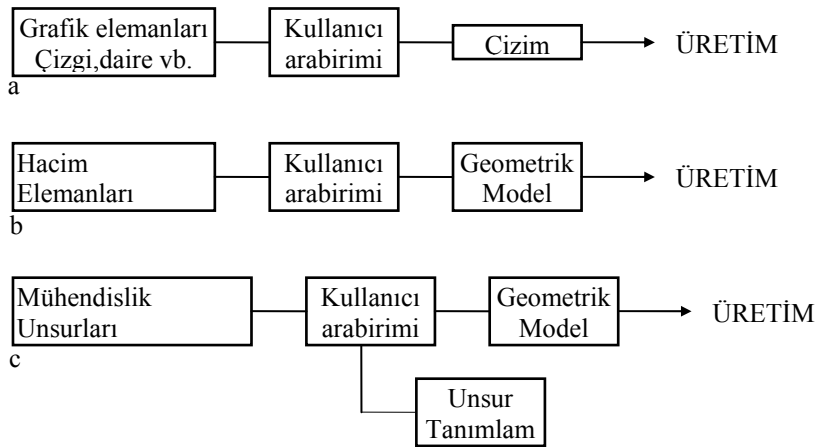 Grafik elemanları
Çizgi,daire vb.
Kullanıcı
arabirimi
Cizim
ÜRETİM
a
Hacim
Elemanları
Kullanıcı
arabirimi
Geometrik
Model
ÜRETİM
b
Mühendislik
Unsurları
Kullanıcı
arabirimi
Geometrik
Model
ÜRETİM
c
Unsur
Tanımlam